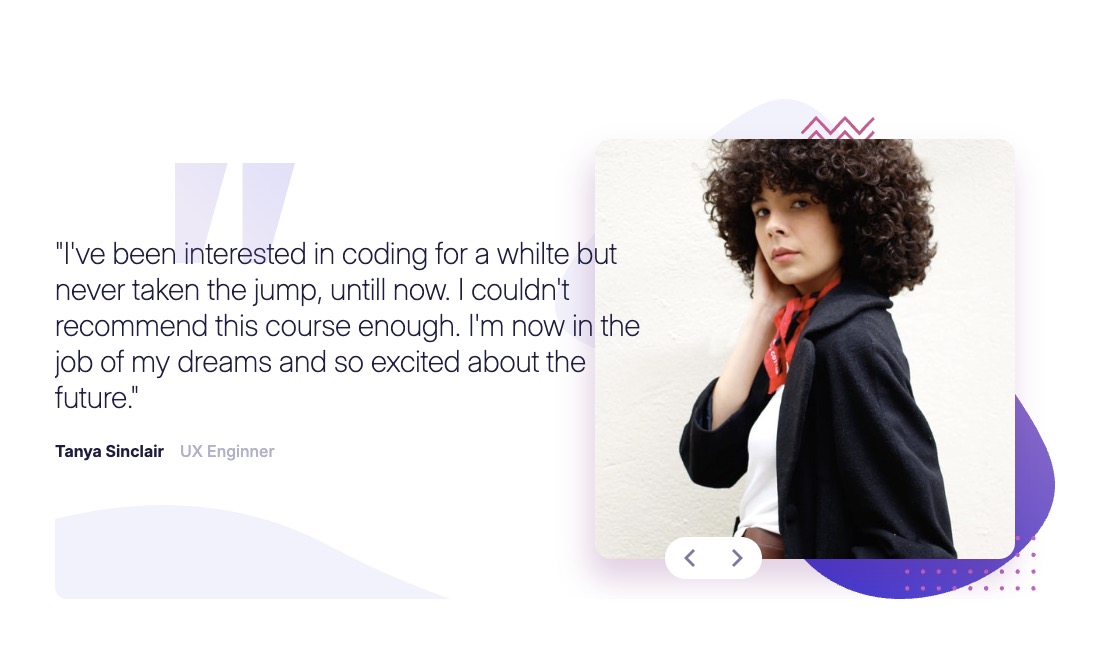 "I've been interested in coding for a whilte but
never taken the jump, untill now. I couldn't
recommend this course enough. I'm now in the
job of my dreams and so excited about the
future."
Tanya Sinclair UX Enginner